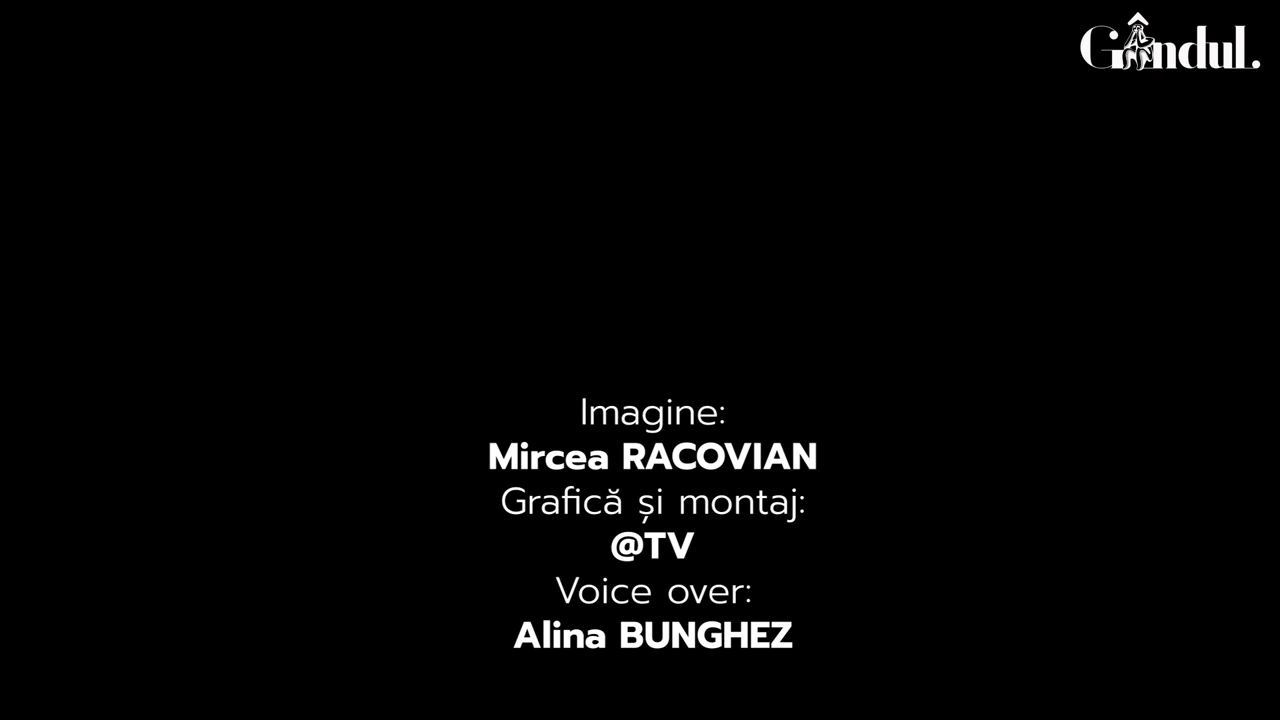 Gândul.
Imagine:
Mircea RACOVIAN
Grafică și montaj:
@TV
Voice over:
Alina BUNGHEZ